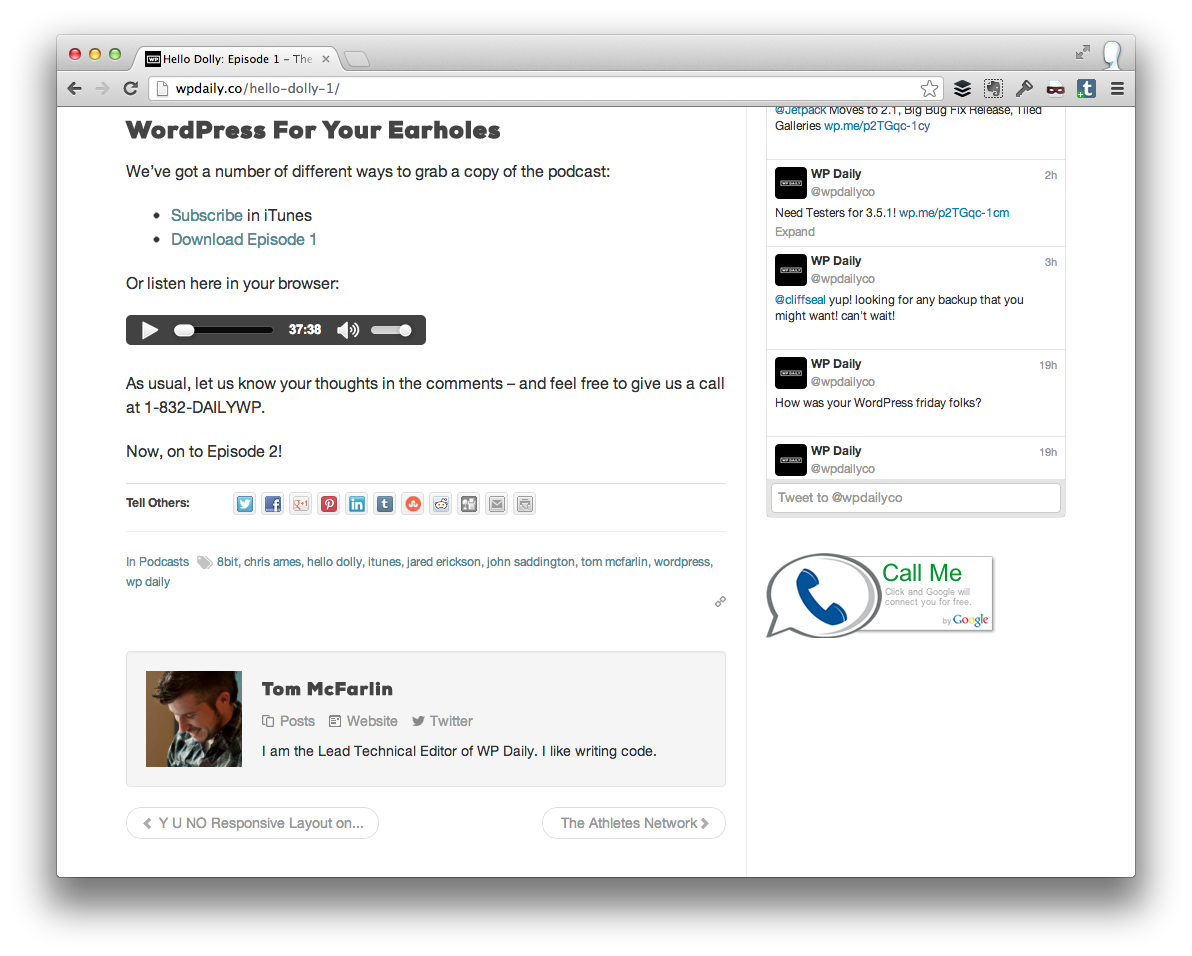 Hello Dolly: Episode 1 – The
wpdaily.co/hello-dolly-1/
WordPress For Your Earholes
We’ve got a number of different ways to grab a copy of the podcast:
Subscribe in iTunes
Download Episode 1
Or listen here in your browser:
37:38
As usual, let us know your thoughts in the comments – and feel free to give us a call
at 1-832-DAILYWP.
Now, on to Episode 2!
Tell Others:
In Podcasts 8bit, chris ames, hello dolly, itunes, jared erickson, john saddington, tom mcfarlin, wordpress,
wp daily
Tom McFarlin
Posts Website Twitter
I am the Lead Technical Editor of WP Daily. I like writing code.
Y U NO Responsive Layout on...
The Athletes Network
@Jetpack Moves to 2.1, Big Bug Fix Release, Tiled
Galleries wp.me/p2TGqc-1cy
WP Daily 2h
@wpdailyco
Need Testers for 3.5.1! wp.me/p2TGqc-1cm
Expand
WP Daily 3h
@wpdailyco
@cliffseal yup! looking for any backup that you
might want! can't wait!
WP Daily 19h
@wpdailyco
How was your WordPress friday folks?
WP Daily 19h
@wpdailyco
Tweet to @wpdailyco
Call Me
Click and Google will
connect you for free.
by Google